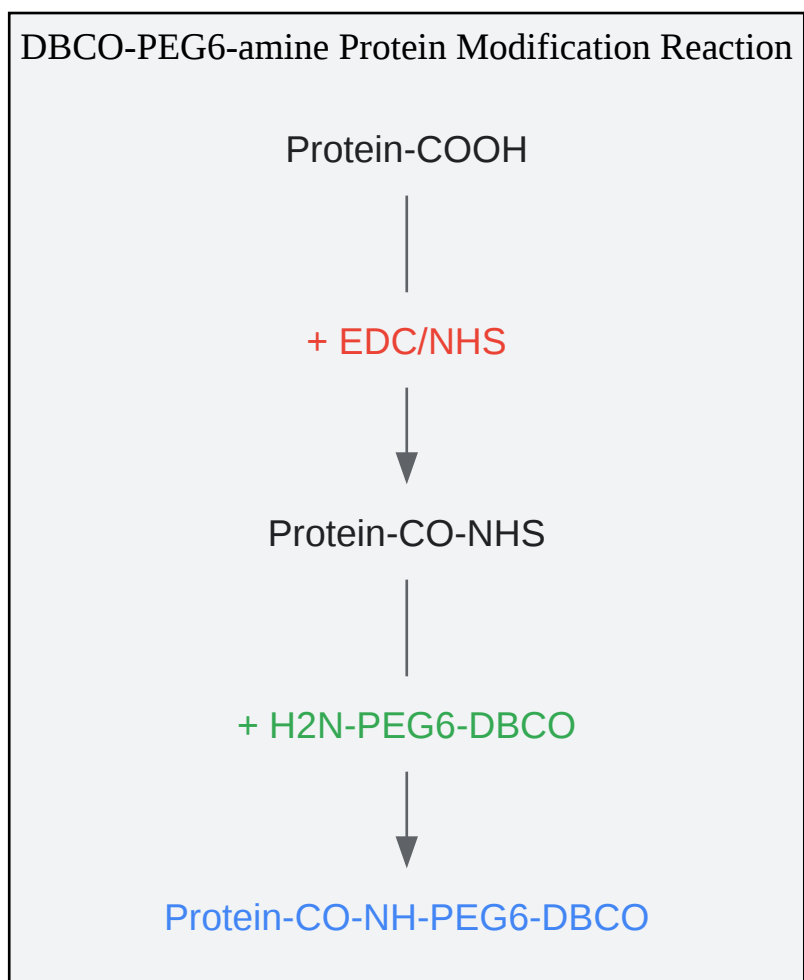 DBCO-PEG6-amine Protein Modification Reaction
Protein-COOH
+ EDC/NHS
Protein-CO-NHS
+ H2N-PEG6-DBCO
Protein-CO-NH-PEG6-DBCO